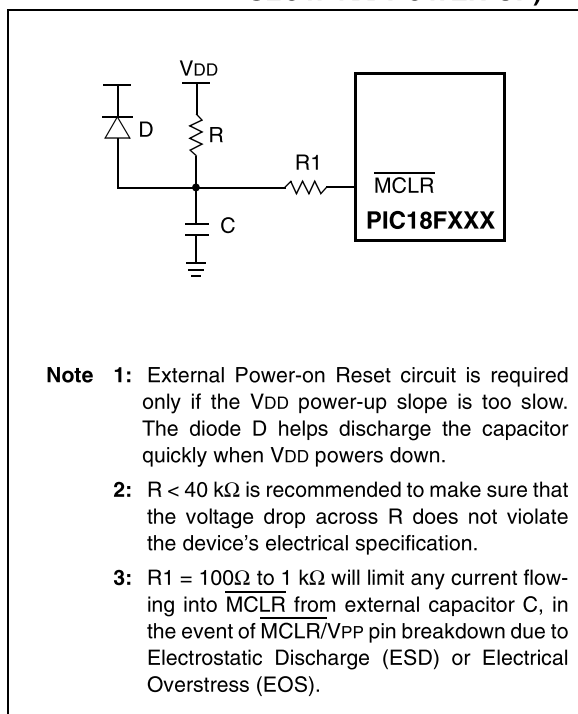 VDD
D
R
R1
MCLR
C
PIC18FXXX
Note 1: External Power-on Reset circuit is required
only if the VDD power-up slope is too slow.
The diode D helps discharge the capacitor
quickly when VDD powers down.
2: R < 40 kΩ is recommended to make sure that
the voltage drop across R does not violate
the device's electrical specification.
3: R1 = 100Ω to 1 kΩ will limit any current flow-
ing into MCLR from external capacitor C, in
the event of MCLR/VPP pin breakdown due to
Electrostatic Discharge (ESD) or Electrical
Overstress (EOS).